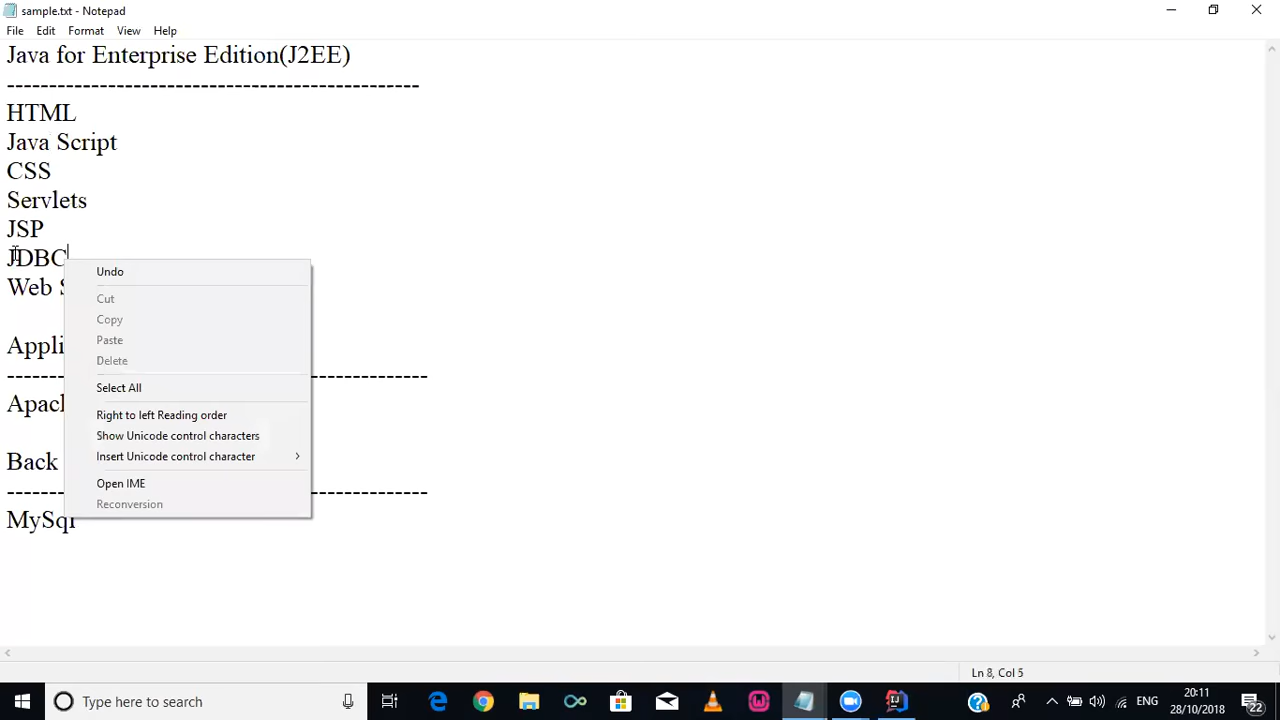 sample.txt - Notepad
File Edit Format View Help
Java for Enterprise Edition(J2EE)
-------------------------------------------------
HTML
Java Script
CSS
Servlets
JSP
JDBC
Web
Undo
Cut
Copy
Paste
Delete
Select All
Right to left Reading order
Show Unicode control characters
Insert Unicode control character
Open IME
Reconversion
Back
MySql
Ln 8, Col 5
Type here to search
ENG
20:11
28/10/2018
22